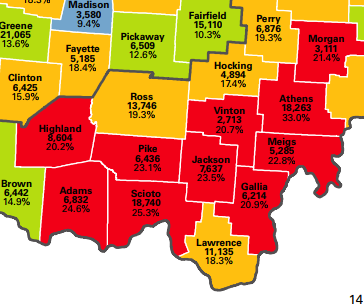 Madison
3,580
9.4%
Fairfield
15,110
10.3%
Perry
6,876
19.3%
Greene
21,065
13.6%
Fayette
5,185
18.4%
Pickaway
6,509
12.6%
Morgan
3,111
21.4%
Hocking
4,894
17.4%
Clinton
6,425
15.9%
Ross
13,746
19.3%
Athens
18,263
33.0%
Vinton
2,713
20.7%
Highland
8,604
20.2%
Pike
6,436
23.1%
Jackson
7,637
23.5%
Meigs
5,285
22.8%
Brown
6,442
14.9%
Adams
6,832
24.6%
Scioto
18,740
25.3%
Gallia
6,214
20.9%
Lawrence
11,135
18.3%
14